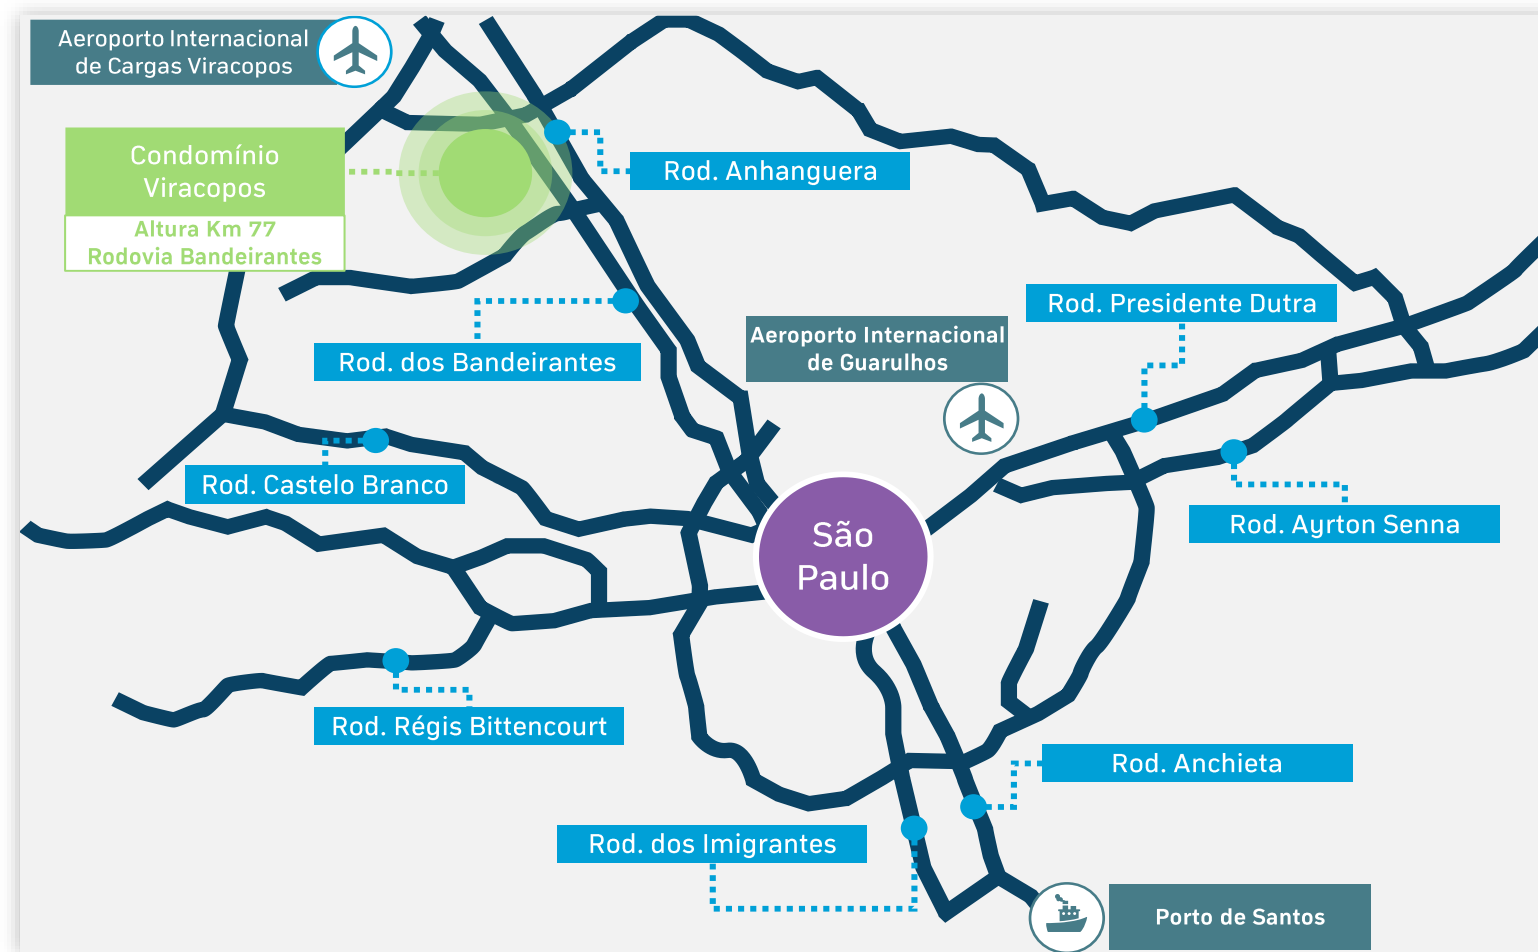 Aeroporto Internacional
de Cargas Viracopos
Condomínio
Viracopos
Altura Km 77
Rodovia Bandeirantes
Rod. Anhanguera
Rod. Presidente Dutra
Aeroporto Internacional
de Guarulhos
Rod. dos Bandeirantes
Rod. Castelo Branco
Rod. Ayrton Senna
São
Paulo
Rod. Régis Bittencourt
Rod. Anchieta
Rod. dos Imigrantes
Porto de Santos